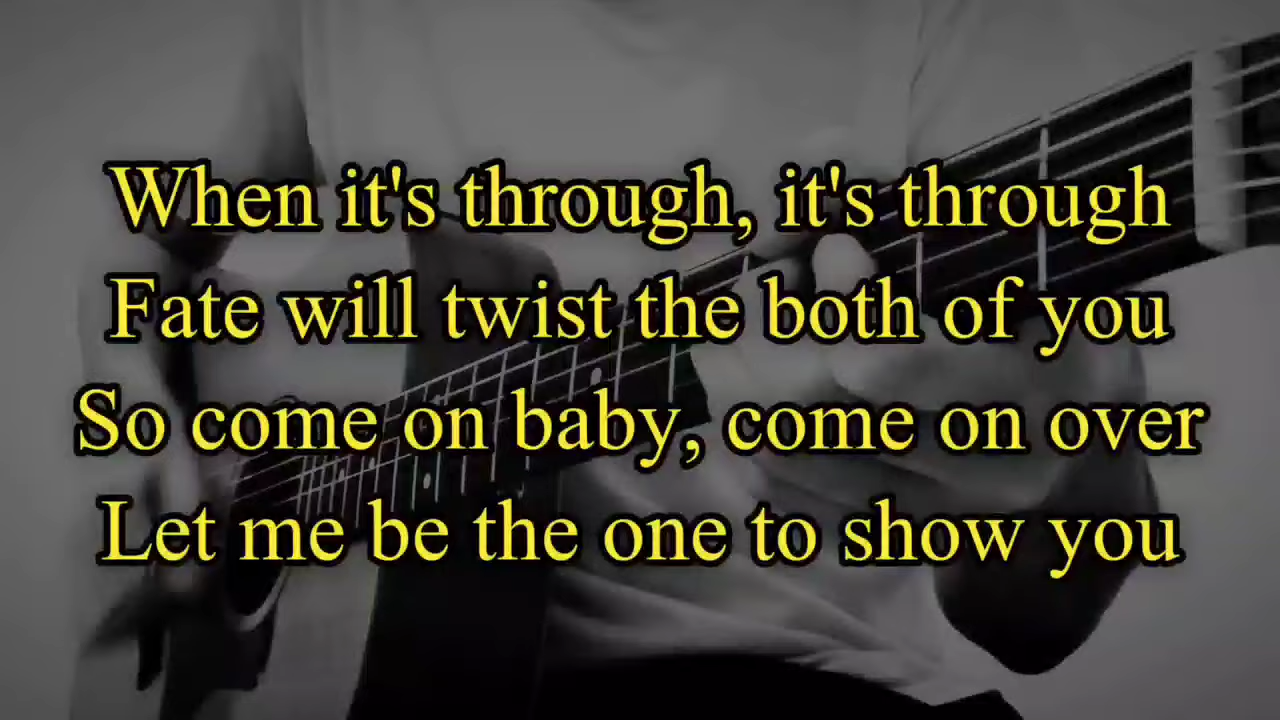 When it's through, it's through
Fate will twist the both of you
So come on baby, come on over
Let me be the one to show you